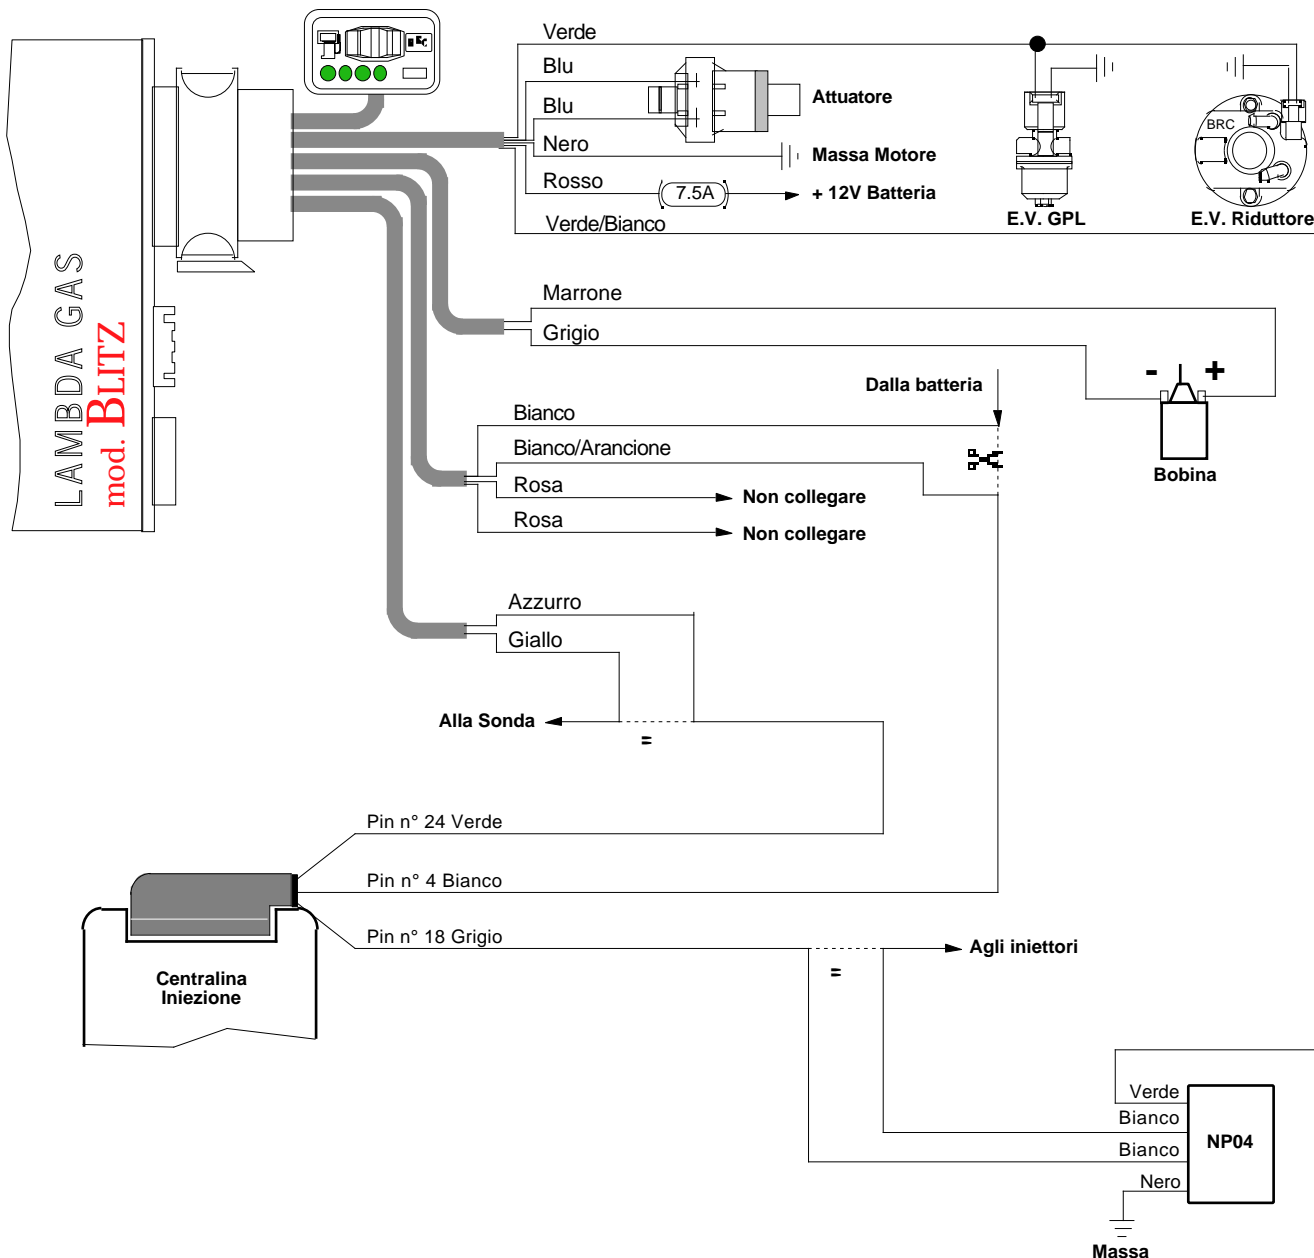 Verde
Blu
Attuatore
Blu
Nero
Massa Motore
Rosso
7.5A
+ 12V Batteria
Verde/Bianco
BRC
E.V. GPL
E.V. Riduttore
LAMBDA GAS
mod. BLITZ
Marrone
Grigio
- +
Bobina
Dalla batteria
Bianco
Bianco/Arancione
Rosa
Non collegare
Rosa
Non collegare
Azzurro
Giallo
Alla Sonda
Pin n° 24 Verde
Pin n° 4 Bianco
Pin n° 18 Grigio
Agli iniettori
Centralina
Iniezione
Verde
Bianco
Bianco
Nero
NP04
Massa